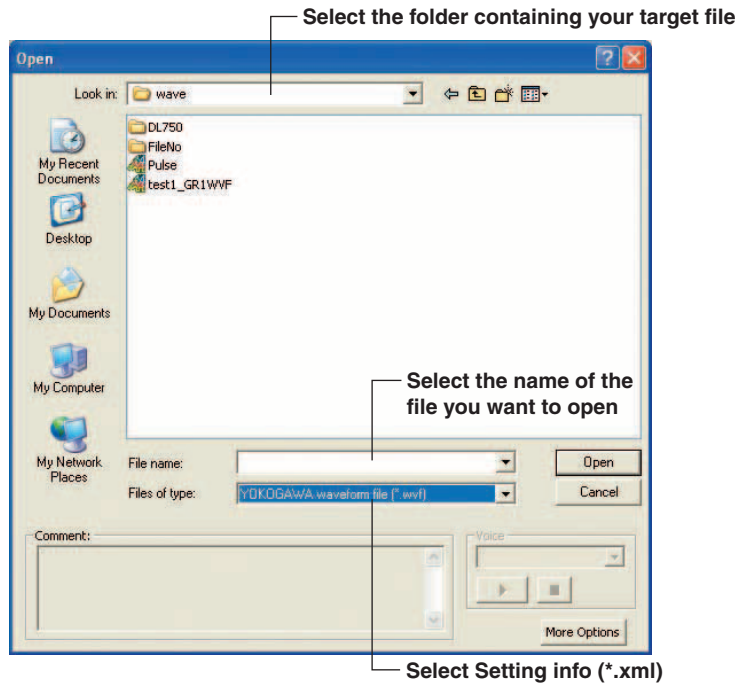 Select the folder containing your target file
Open
Look in:
wave
DL750
FileNo
Pulse
test1_GR1WVF
My Recent
Documents
Desktop
My Documents
My Computer
My Network
Places
Select the name of the
file you want to open
File name:
Open
Files of type:
YOKOGAWA waveform file (*.wvf)
Cancel
Comment:
Voice
More Options
Select Setting info (*.xml)